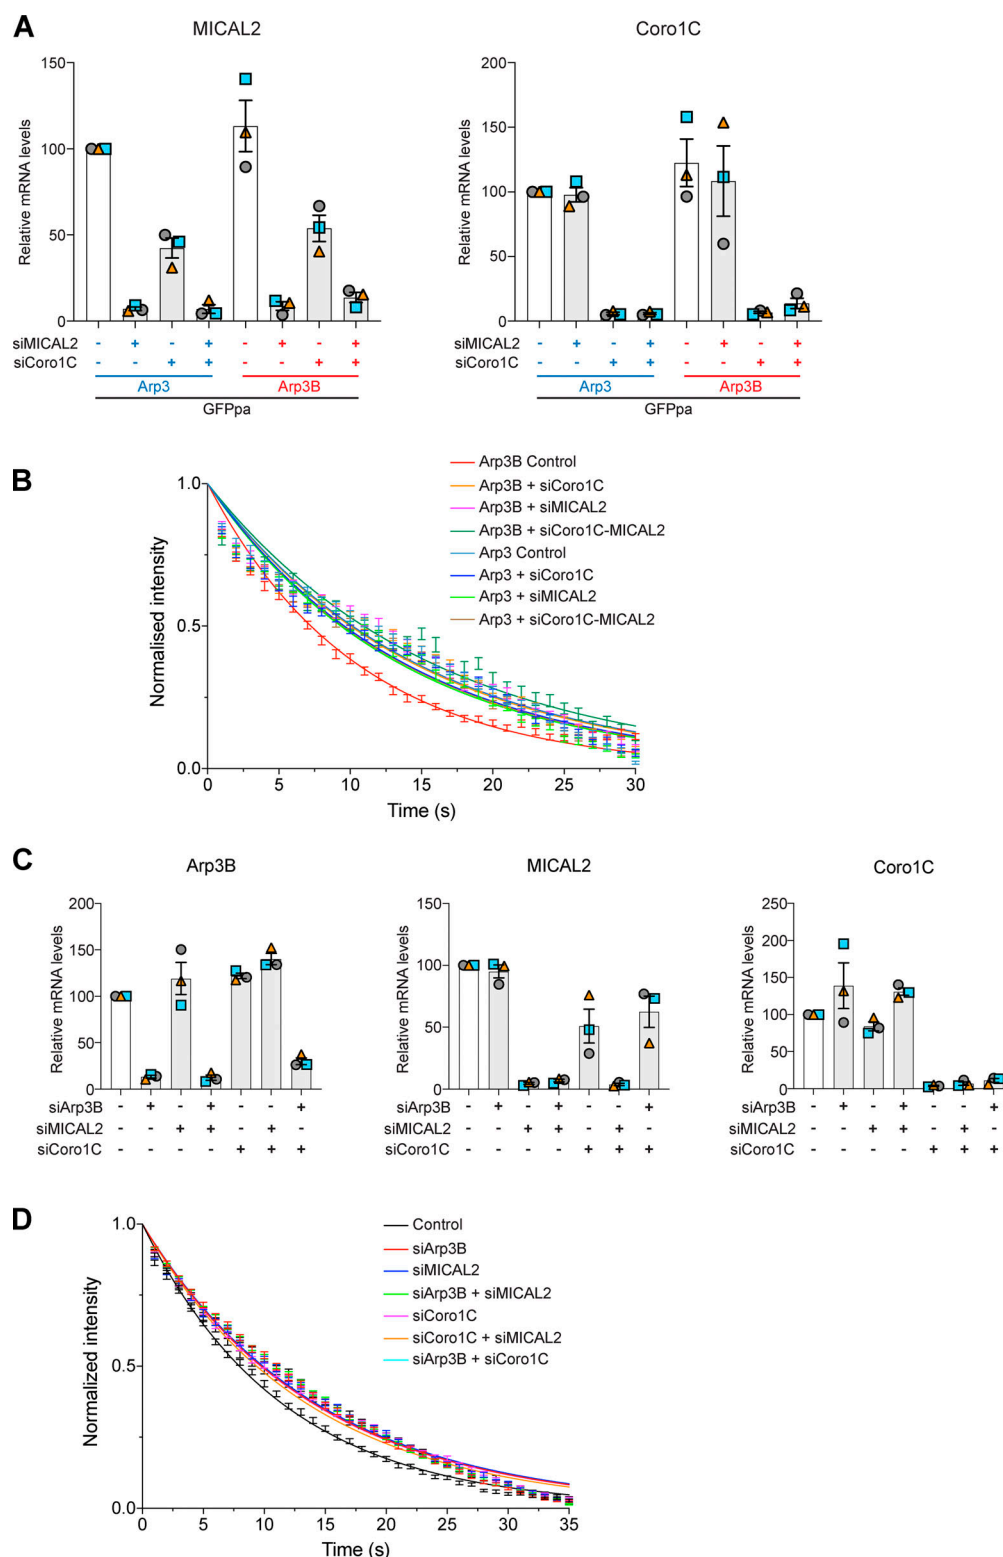 A
MICAL2
Coro1C
Relative mRNA levels
150
100
50
0
Relative mRNA levels
200
150
100
50
0
siMICAL2 - + - + - + - +
siCoro1C - - + + - - + +
Arp3 Arp3B
GFPpa
siMICAL2 - + - + - + - +
siCoro1C - - + + - - + +
Arp3 Arp3B
GFPpa
B
Normalised intensity
1.0
0.5
0.0
0 5 10 15 20 25 30
Time (s)
Arp3B Control
Arp3B + siCoro1C
Arp3B + siMICAL2
Arp3B + siCoro1C-MICAL2
Arp3 Control
Arp3 + siCoro1C
Arp3 + siMICAL2
Arp3 + siCoro1C-MICAL2
C
Arp3B
MICAL2
Coro1C
Relative mRNA levels
200
150
100
50
0
Relative mRNA levels
150
100
50
0
Relative mRNA levels
250
200
150
100
50
0
siArp3B - + - + - - +
siMICAL2 - - + + - + -
siCoro1C - - - - + + +
siArp3B - + - + - - +
siMICAL2 - - + + - + -
siCoro1C - - - - + + +
siArp3B - + - + - - +
siMICAL2 - - + + - + -
siCoro1C - - - - + + +
D
Normalized intensity
1.0
0.5
0.0
0 5 10 15 20 25 30 35
Time (s)
Control
siArp3B
siMICAL2
siArp3B + siMICAL2
siCoro1C
siCoro1C + siMICAL2
siArp3B + siCoro1C